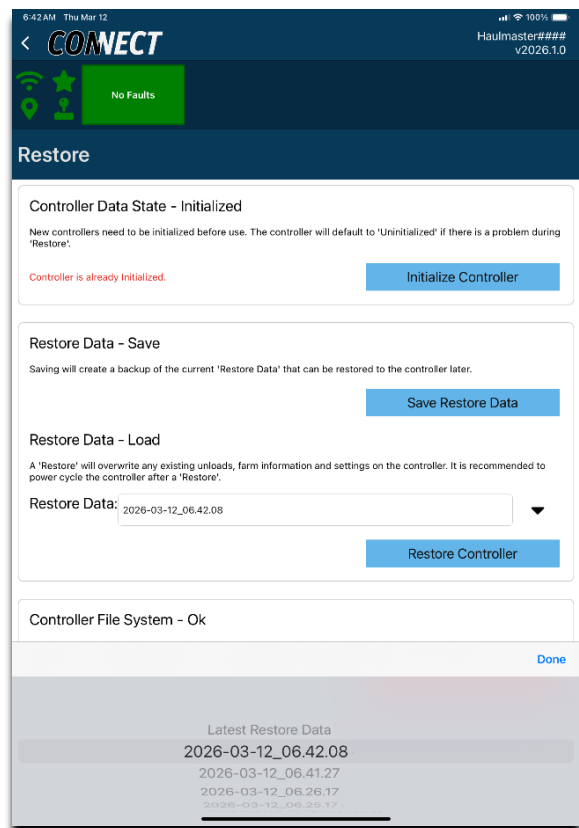 6:42 AM Thu Mar 12
100%
CONNECT
Haulmaster####
v2026.1.0
No Faults
Restore
Controller Data State - Initialized
New controllers need to be initialized before use. The controller will default to 'Uninitialized' if there is a problem during
'Restore'.
Controller is already Initialized.
Initialize Controller
Restore Data - Save
Saving will create a backup of the current 'Restore Data' that can be restored to the controller later.
Save Restore Data
Restore Data - Load
A 'Restore' will overwrite any existing unloads, farm information and settings on the controller. It is recommended to
power cycle the controller after a 'Restore'.
Restore Data:
2026-03-12_06.42.08
Restore Controller
Controller File System - Ok
Done
Latest Restore Data
2026-03-12_06.42.08
2026-03-12_06.41.27
2026-03-12_06.26.17
2026-03-12_06.25.17